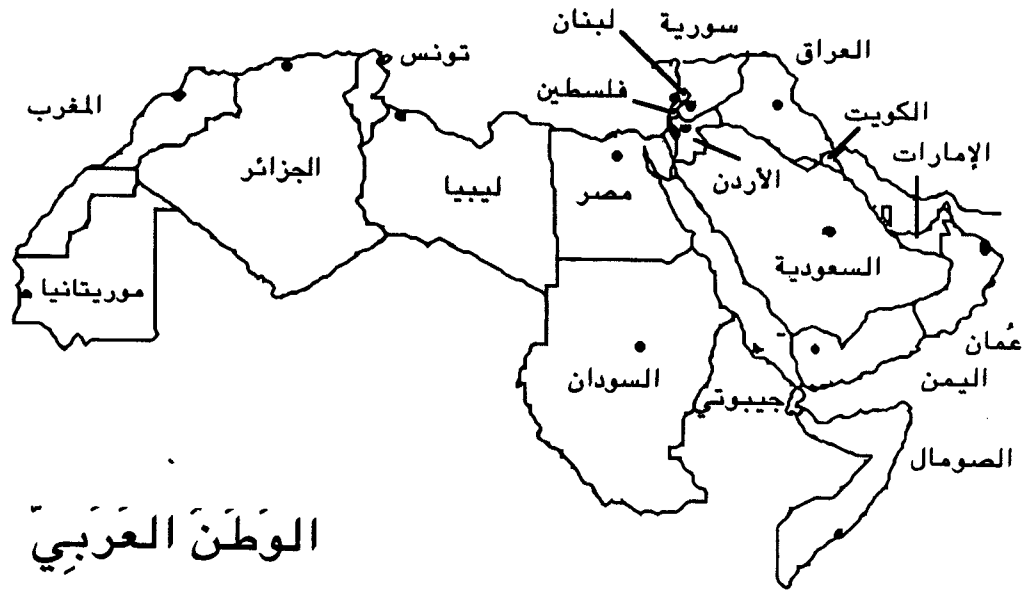 سورية
لبنان
العراق
تونس
فلسطين
المغرب
الكويت
الإمارات
الجزائر
ليبيا
مصر
الأردن
السعودية
موريتانيا
عُمان
السودان
اليمن
جيبوتي
الصومال
الوَطَنَ العَرَبِيّ